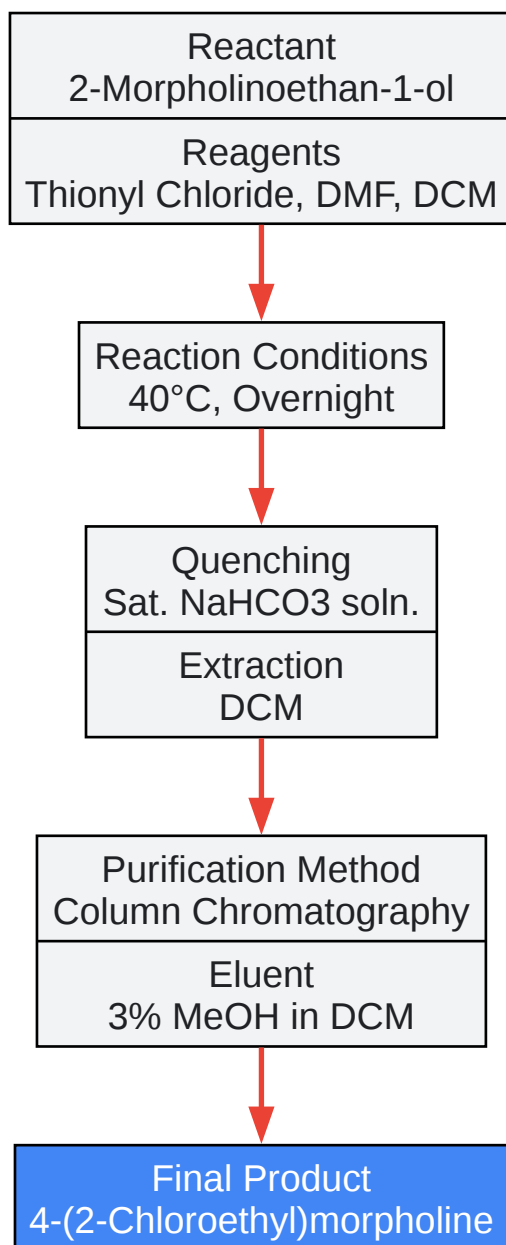 Reactant
2-Morpholinoethan-1-ol
Reagents
Thionyl Chloride, DMF, DCM
Reaction Conditions
40°C, Overnight
Quenching
Sat. NaHCO3 soln.
Extraction
DCM
Purification Method
Column Chromatography
Eluent
3% MeOH in DCM
Final Product
4-(2-Chloroethyl)morpholine